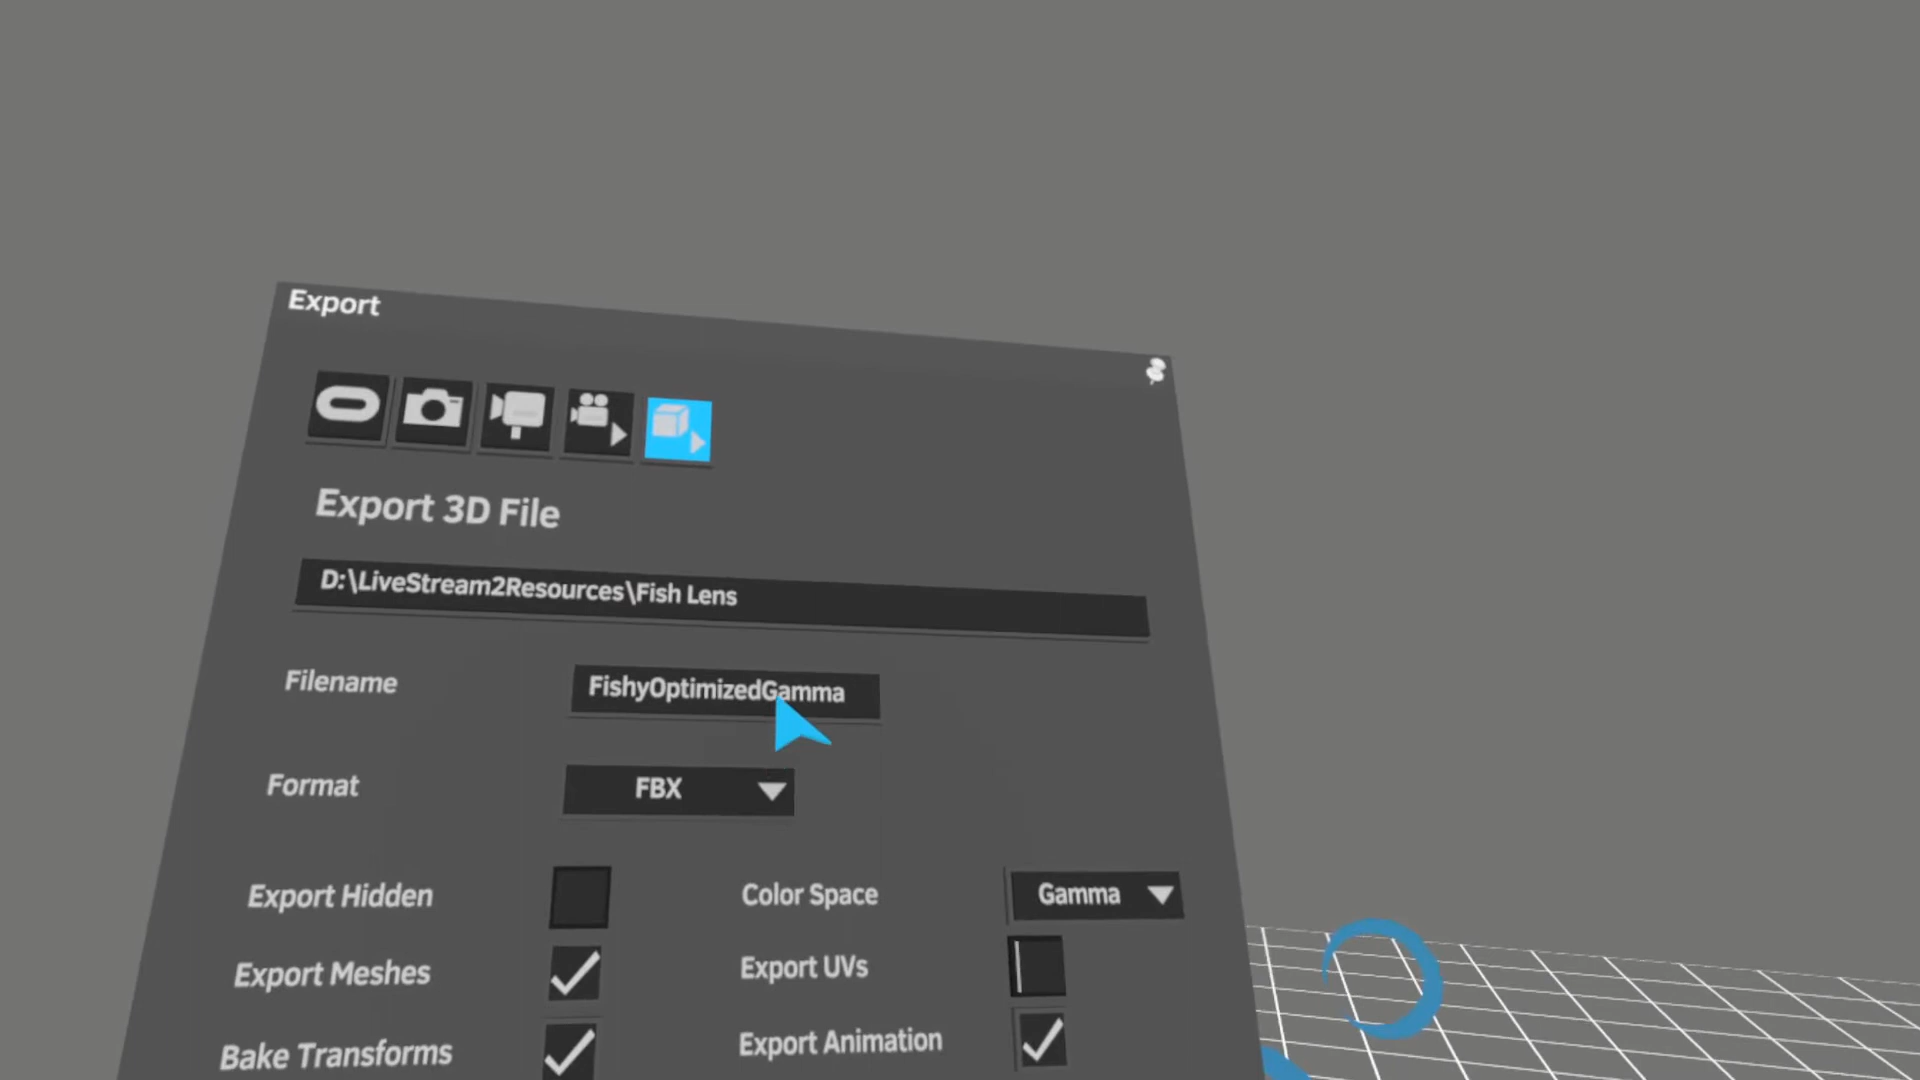 Export
Export 3D File
D:\LiveStream2Resources\Fish Lens
Filename FishyOptimizedGamma
Format FBX
Export Hidden Color Space Gamma
Export Meshes Export UVs
Bake Transforms Export Animation